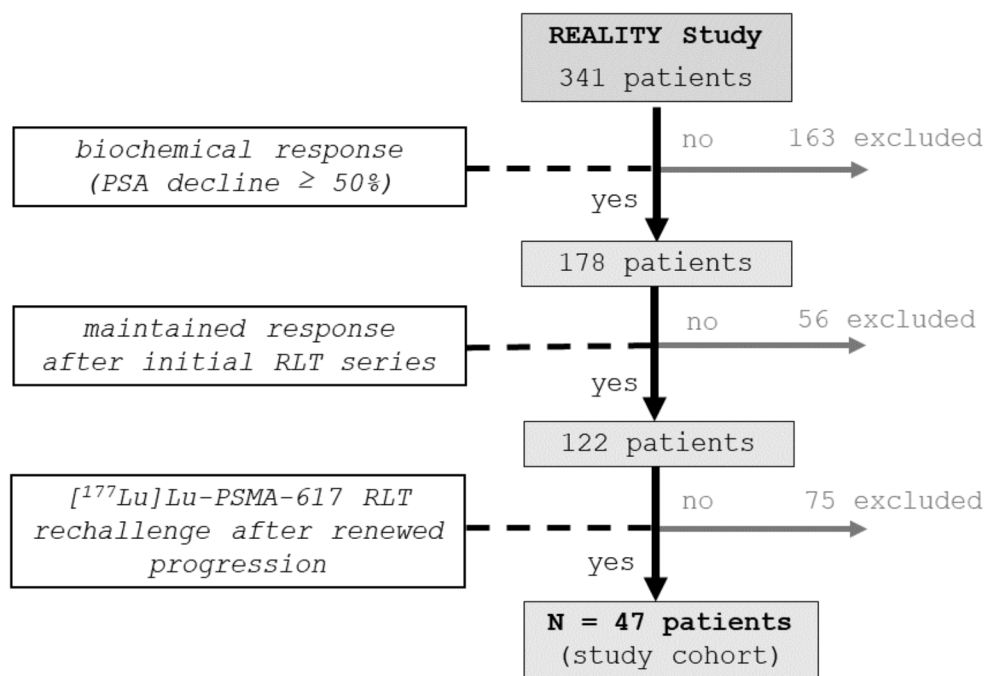 REALITY Study
341 patients
biochemical response
(PSA decline ≥ 50%)
no 163 excluded
yes
178 patients
maintained response
after initial RLT series
no 56 excluded
yes
122 patients
[¹⁷⁷Lu]Lu-PSMA-617 RLT
rechallenge after renewed
progression
no 75 excluded
yes
N = 47 patients
(study cohort)